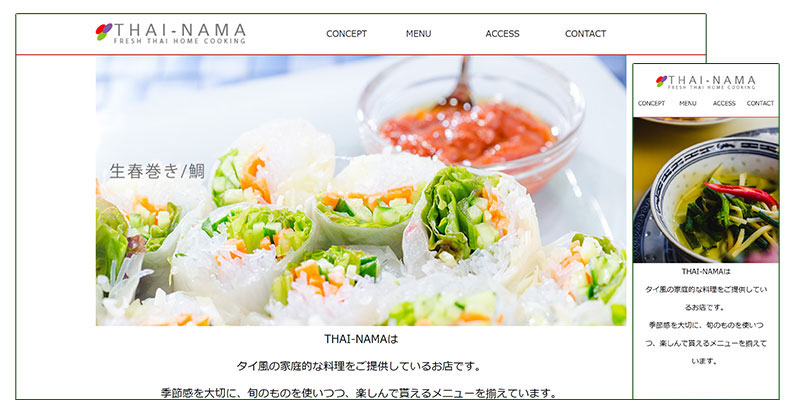 THAI-NAMA
FRESH THAI HOME COOKING
CONCEPT MENU ACCESS CONTACT
生春巻き/鯛
THAI-NAMAは
タイ風の家庭的な料理をご提供しているお店です。
季節感を大切に、旬のものを使いつつ、楽しんで貰えるメニューを揃えています。
THAI-NAMA
FRESH THAI HOME COOKING
CONCEPT MENU ACCESS CONTACT
THAI-NAMAは
タイ風の家庭的な料理をご提供してい
るお店です。
季節感を大切に、旬のものを使いつ
つ、楽しんで貰えるメニューを揃えて
います。